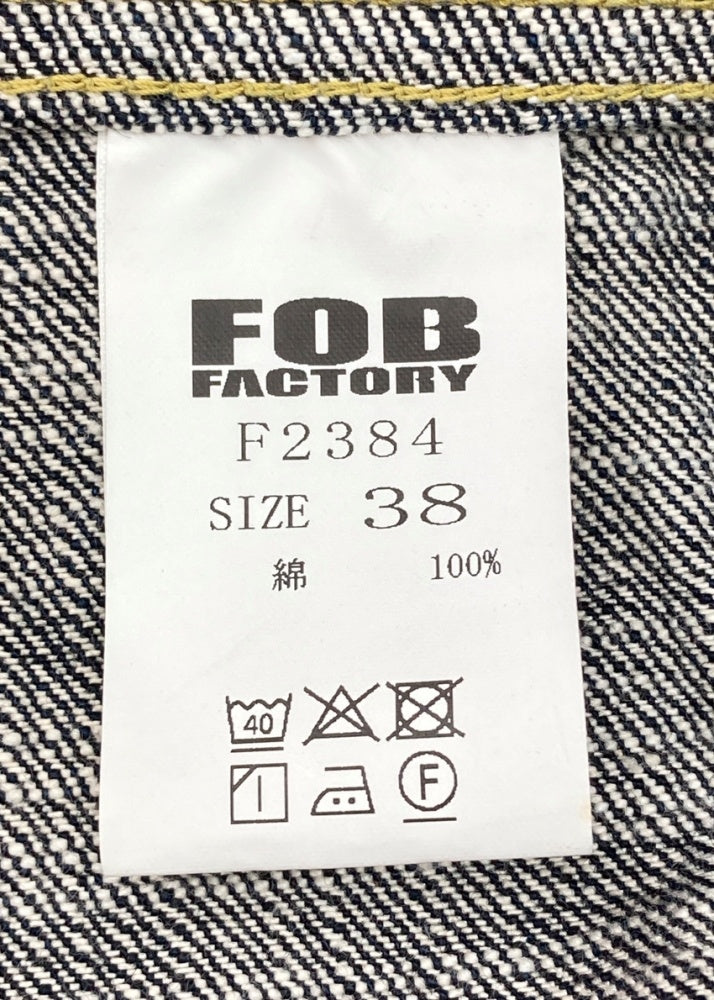 FOB
FACTORY
F2384
SIZE 38
綿 100%
40
F